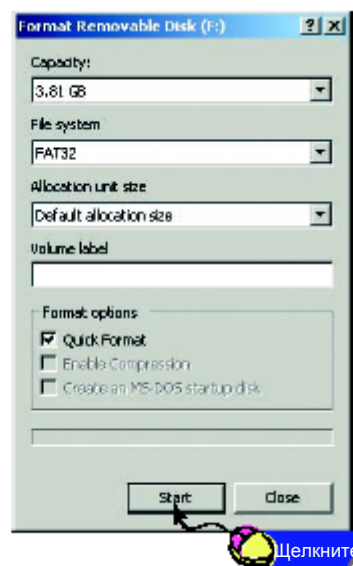 Format Removable Disk (F:)
Capacity:
3.81 GB
File system
FAT32
Allocation unit size
Default allocation size
Volume label
Format options
Quick Format
Enable Compression
Create an MS-DOS startup disk
Start
Close
Щелкните